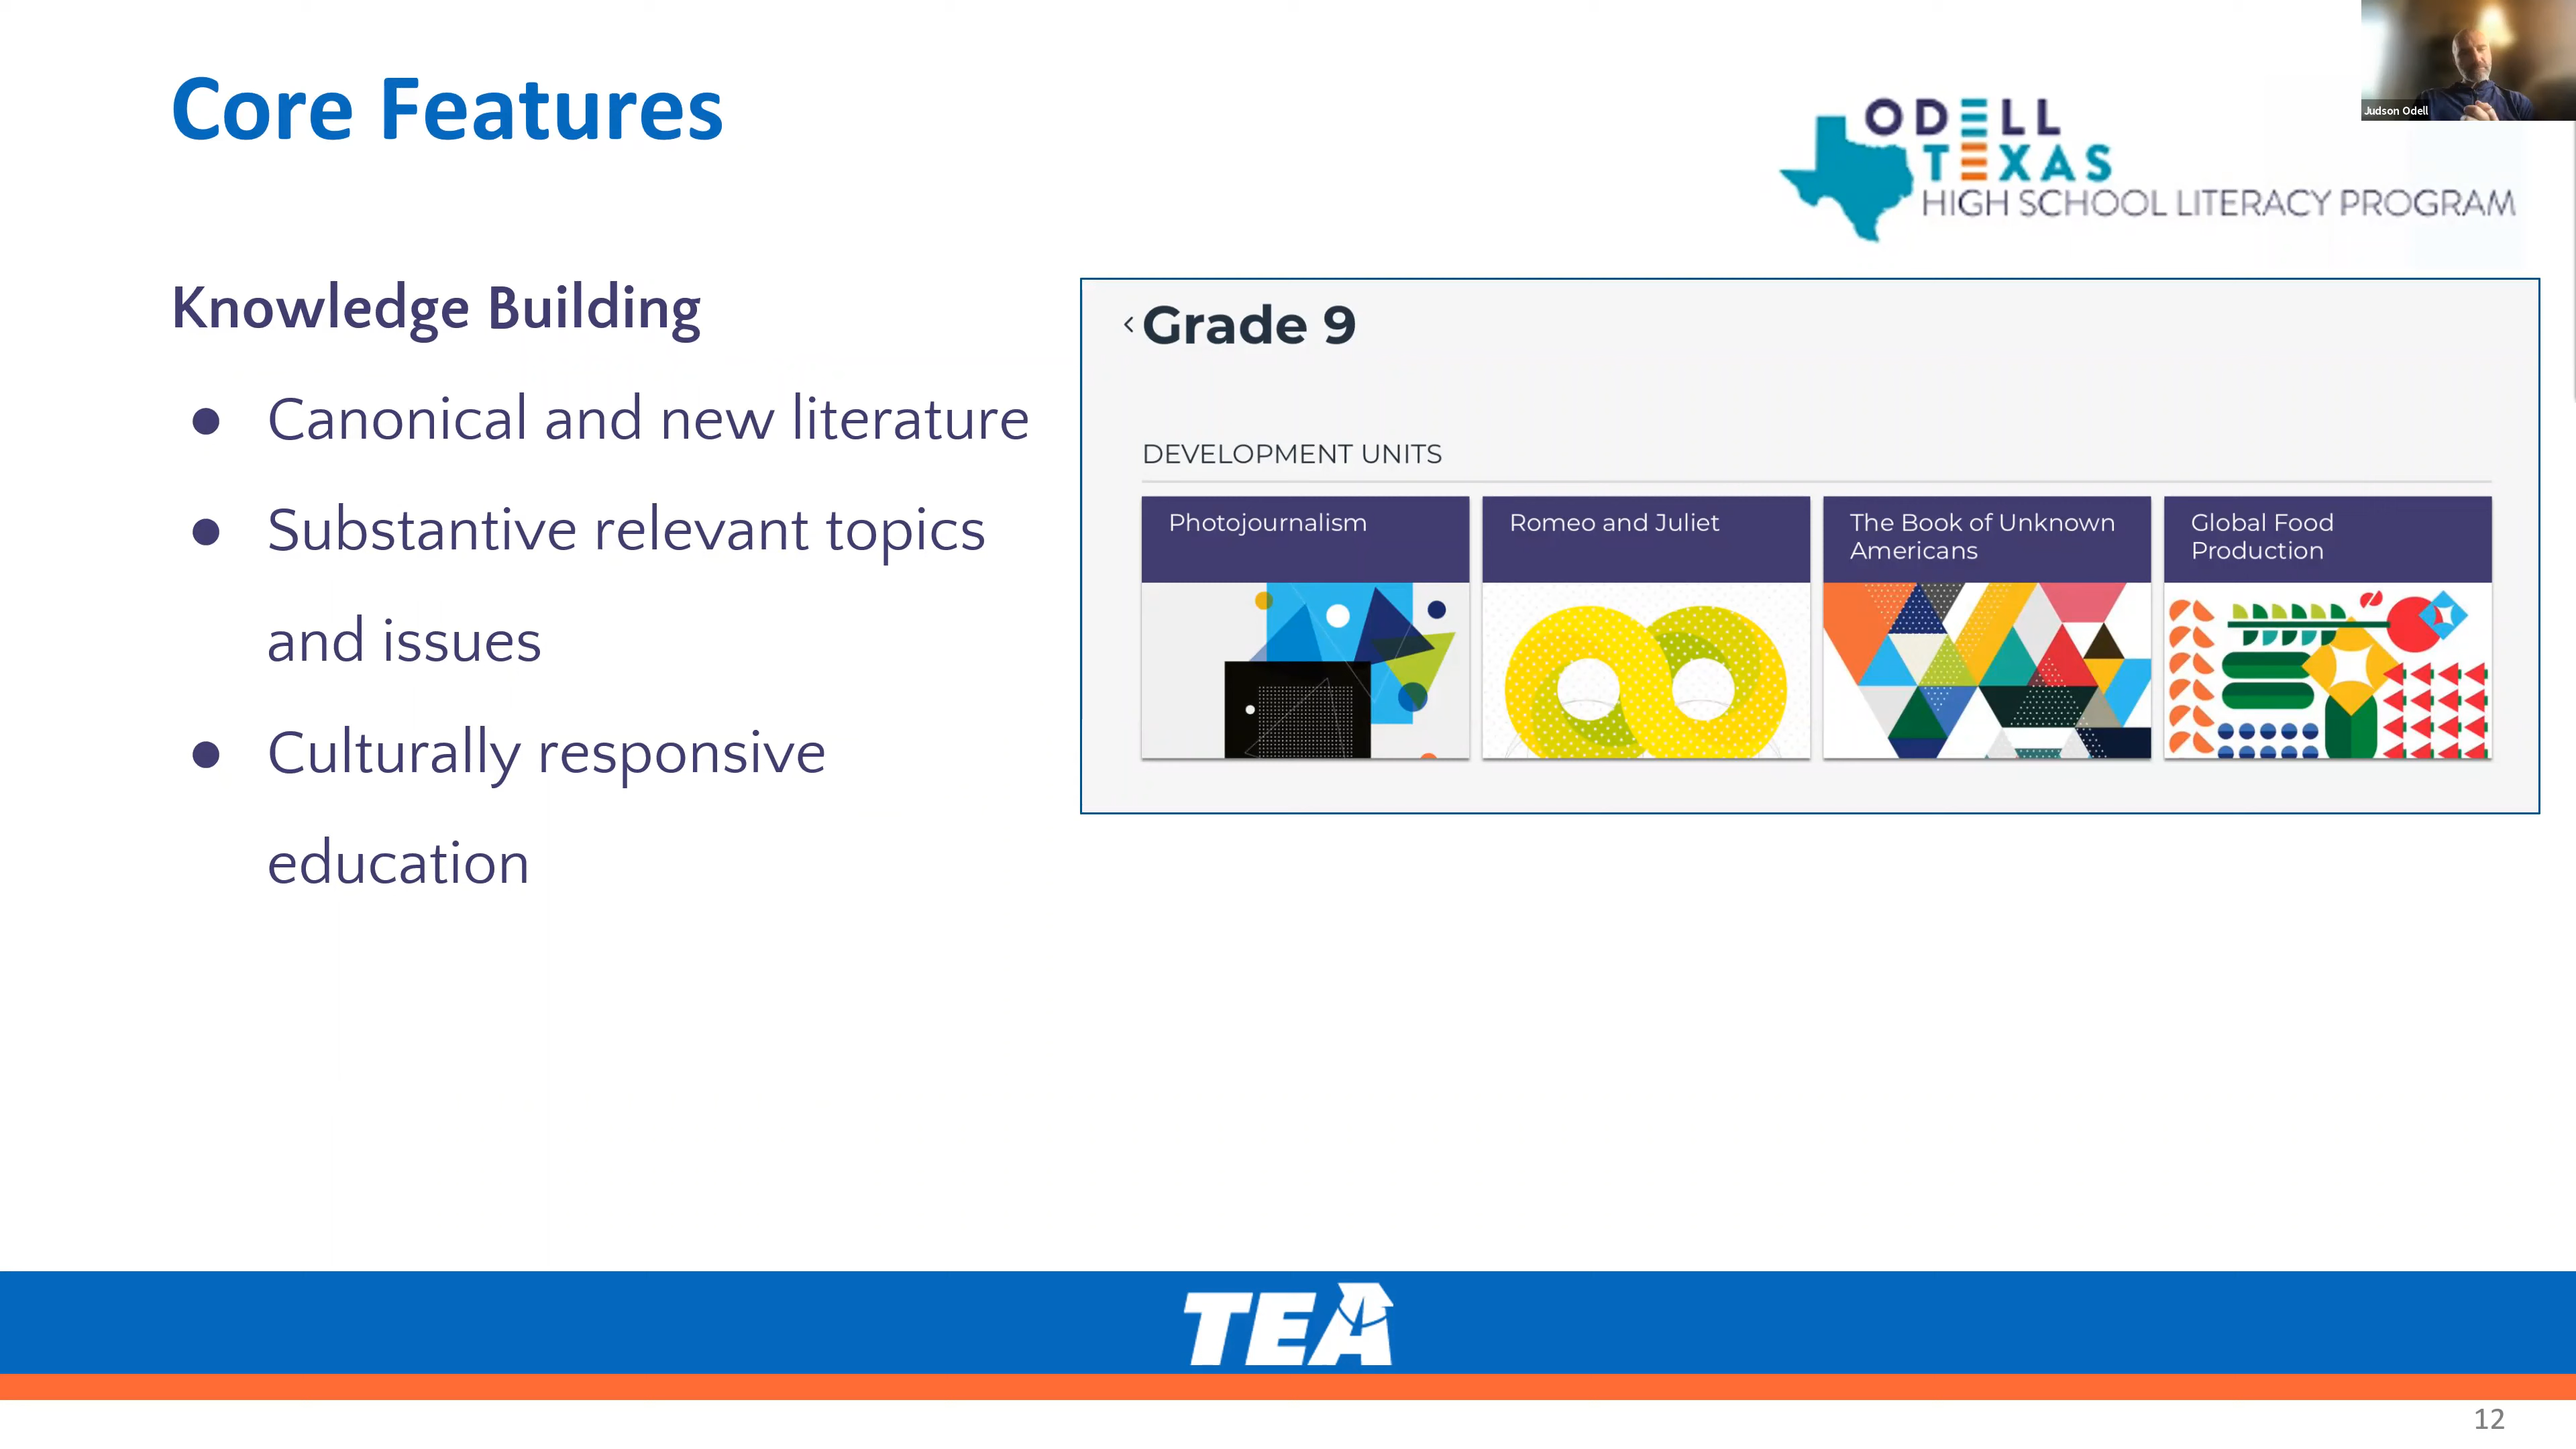 Core Features
Judson Odell
ODELL
TEXAS
HIGH SCHOOL LITERACY PROGRAM
Knowledge Building
● Canonical and new literature
● Substantive relevant topics
and issues
● Culturally responsive
education
< Grade 9
DEVELOPMENT UNITS
Photojournalism
Romeo and Juliet
The Book of Unknown
Americans
Global Food
Production
TEA
12